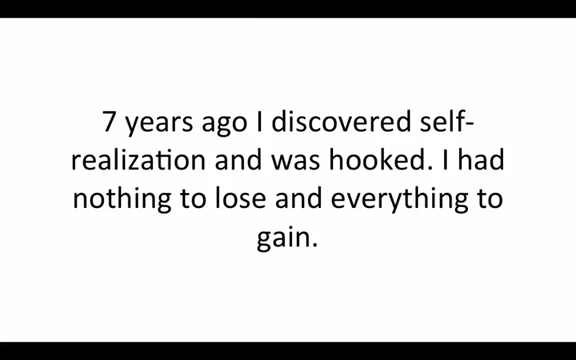 7 years ago I discovered self-
realization and was hooked. I had
nothing to lose and everything to
gain.